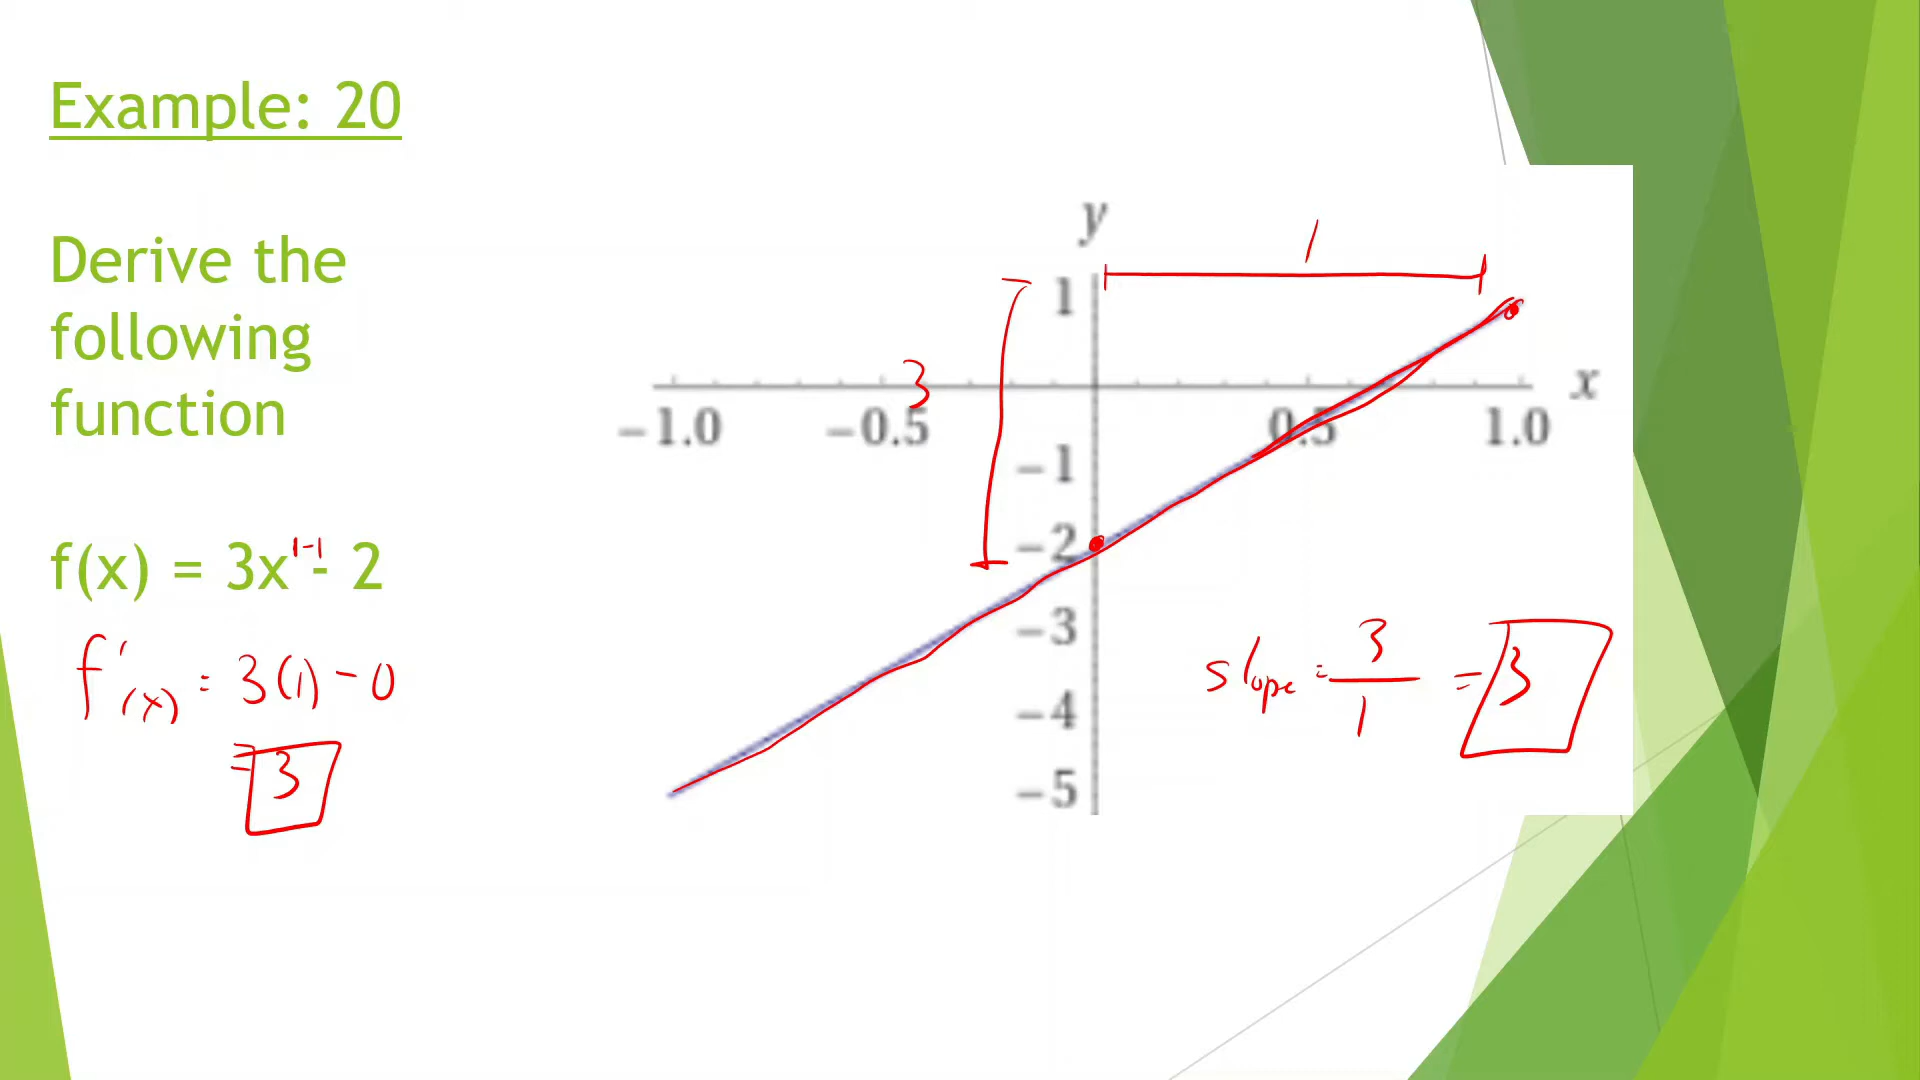 Example: 20
Derive the
following
function
f(x) = 3x¹⁻¹ - 2
f'(x) = 3(1) - 0
= 3
y
1
1
3
x
-1.0 -0.5 0.5 1.0
-1
-2
-3
-4
-5
slope = 3/1 = 3